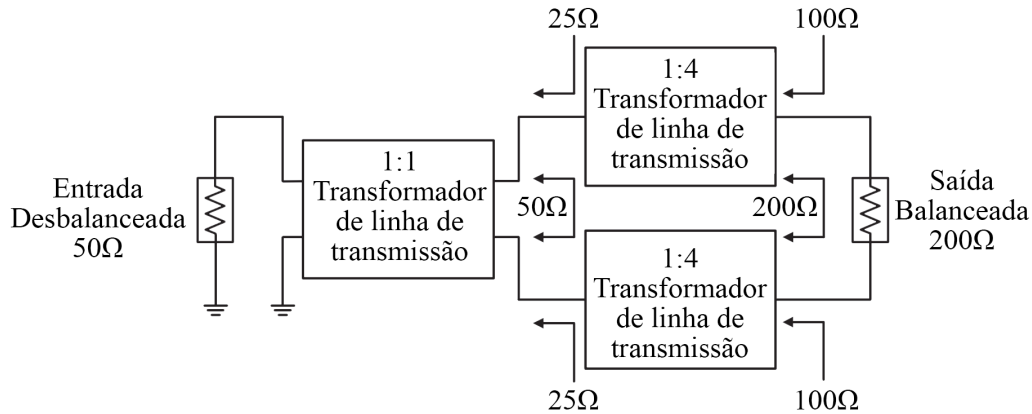 25Ω
100Ω
1:4
Transformador
de linha de
transmissão
1:1
Transformador
de linha de
transmissão
Entrada
Desbalanceada
50Ω
50Ω
200Ω
Saída
Balanceada
200Ω
1:4
Transformador
de linha de
transmissão
25Ω
100Ω